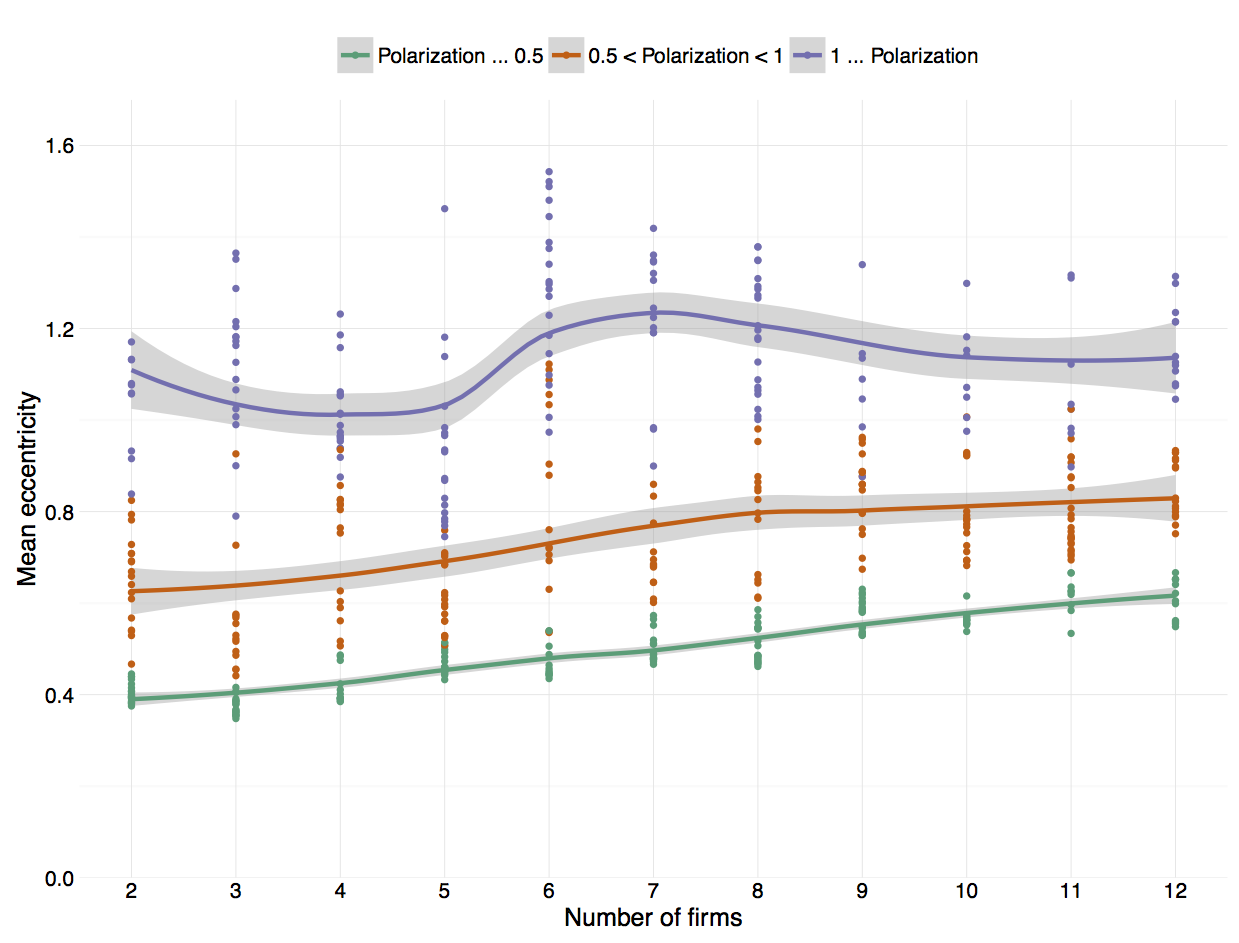 Polarization ... 0.5 0.5 < Polarization < 1 1 ... Polarization
1.6
1.2
0.8
0.4
0.0
Mean eccentricity
2 3 4 5 6 7 8 9 10 11 12
Number of firms